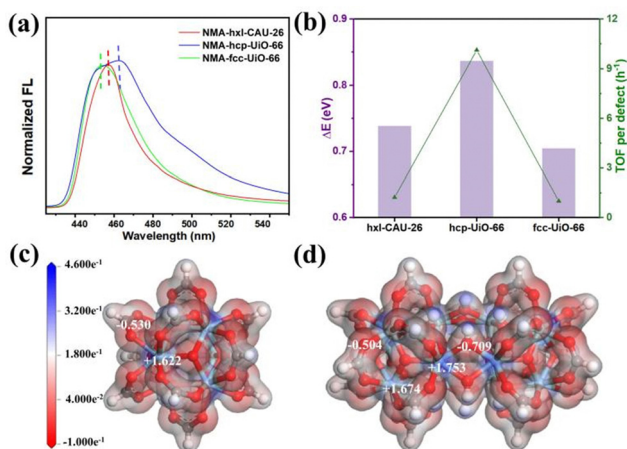 (a)
NMA-hxl-CAU-26
NMA-hcp-UiO-66
NMA-fcc-UiO-66
Normalized FL
440 460 480 500 520 540
Wavelength (nm)
(b)
0.9
0.8
0.7
0.6
ΔE (eV)
12
9
6
3
0
TOF per defect (h⁻¹)
hxl-CAU-26 hcp-UiO-66 fcc-UiO-66
(c)
4.600e⁻¹
3.200e⁻¹
1.800e⁻¹
4.000e⁻²
-1.000e⁻¹
-0.530
+1.622
(d)
-0.504
-0.709
+1.753
+1.674